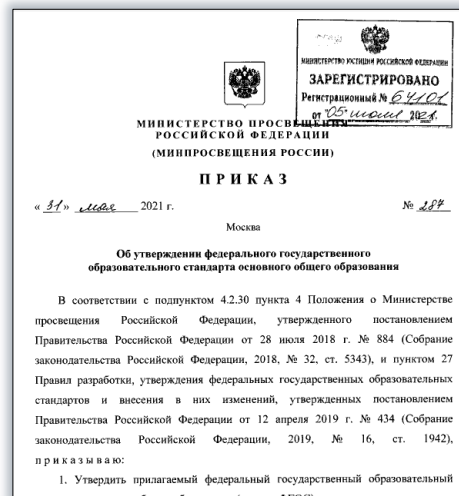 МИНИСТЕРСТВО ЮСТИЦИИ РОССИЙСКОЙ ФЕДЕРАЦИИ
ЗАРЕГИСТРИРОВАНО
Регистрационный № 64101
от "05" июля 2021.
МИНИСТЕРСТВО ПРОСВЕЩЕНИЯ
РОССИЙСКОЙ ФЕДЕРАЦИИ
(МИНПРОСВЕЩЕНИЯ РОССИИ)
ПРИКАЗ
« 31 » мая 2021 г. № 287
Москва
Об утверждении федерального государственного
образовательного стандарта основного общего образования
В соответствии с подпунктом 4.2.30 пункта 4 Положения о Министерстве
просвещения Российской Федерации, утвержденного постановлением
Правительства Российской Федерации от 28 июля 2018 г. № 884 (Собрание
законодательства Российской Федерации, 2018, № 32, ст. 5343), и пунктом 27
Правил разработки, утверждения федеральных государственных образовательных
стандартов и внесения в них изменений, утвержденных постановлением
Правительства Российской Федерации от 12 апреля 2019 г. № 434 (Собрание
законодательства Российской Федерации, 2019, № 16, ст. 1942),
приказываю:
1. Утвердить прилагаемый федеральный государственный образовательный